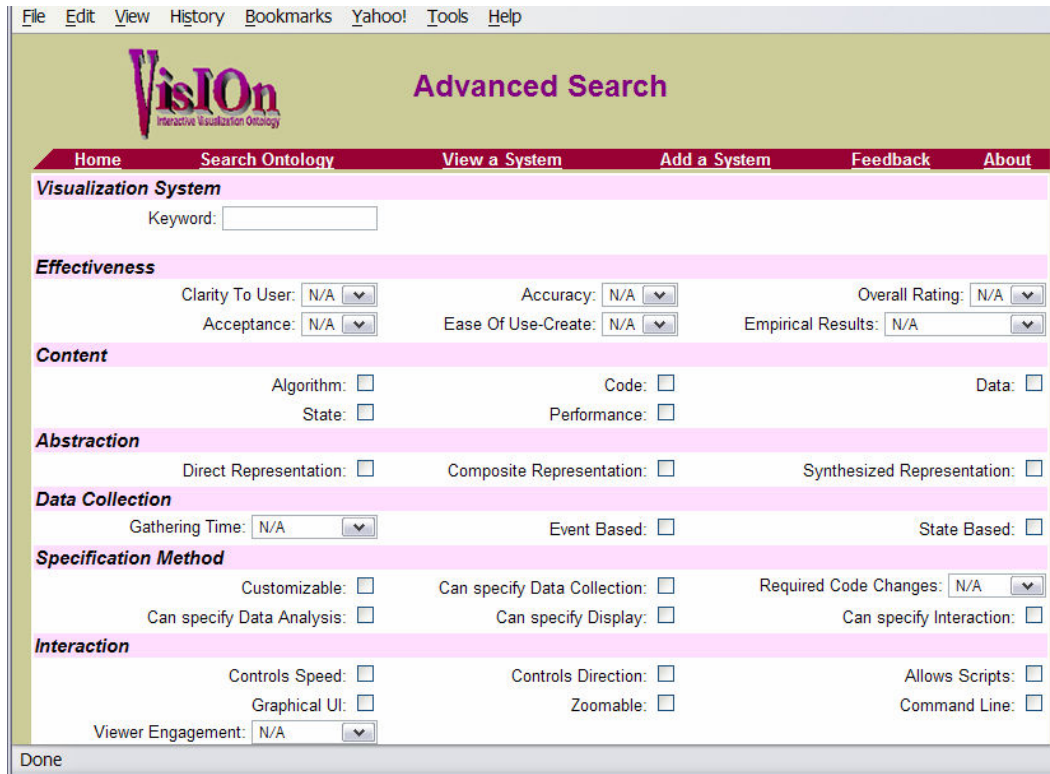 File Edit View History Bookmarks Yahoo! Tools Help
VisIOn
Interactive Visualization Ontology
Advanced Search
Home Search Ontology View a System Add a System Feedback About
Visualization System
Keyword:
Effectiveness
Clarity To User: N/A Accuracy: N/A Overall Rating: N/A
Acceptance: N/A Ease Of Use-Create: N/A Empirical Results: N/A
Content
Algorithm: Code: Data:
State: Performance:
Abstraction
Direct Representation: Composite Representation: Synthesized Representation:
Data Collection
Gathering Time: N/A Event Based: State Based:
Specification Method
Customizable: Can specify Data Collection: Required Code Changes: N/A
Can specify Data Analysis: Can specify Display: Can specify Interaction:
Interaction
Controls Speed: Controls Direction: Allows Scripts:
Graphical UI: Zoomable: Command Line:
Viewer Engagement: N/A
Done